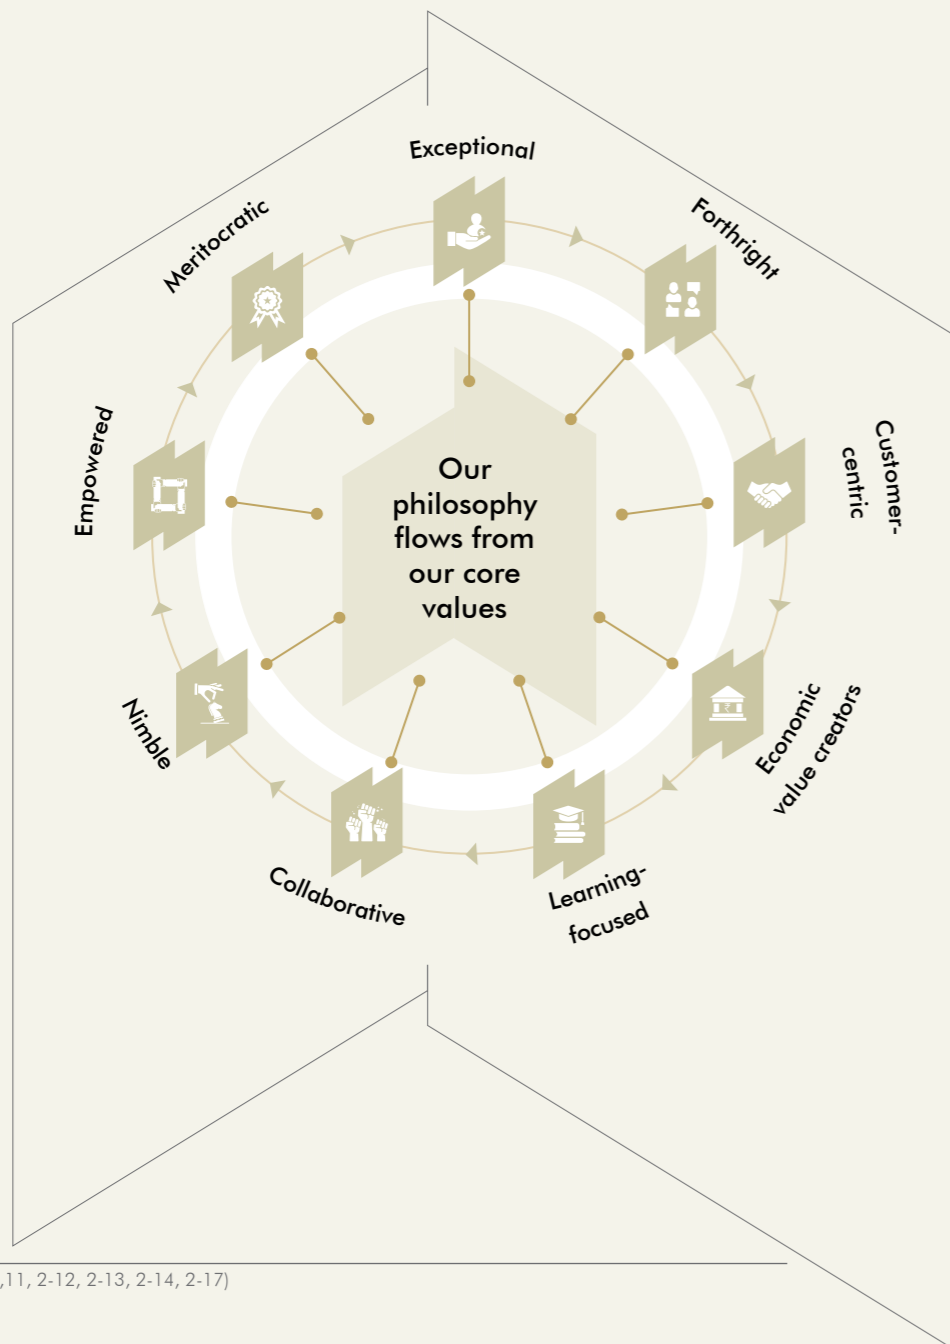 Exceptional
Forthright
Customer-
centric
Economic
value creators
Learning-
focused
Collaborative
Nimble
Empowered
Meritocratic
Our
philosophy
flows from
our core
values
,11, 2-12, 2-13, 2-14, 2-17)